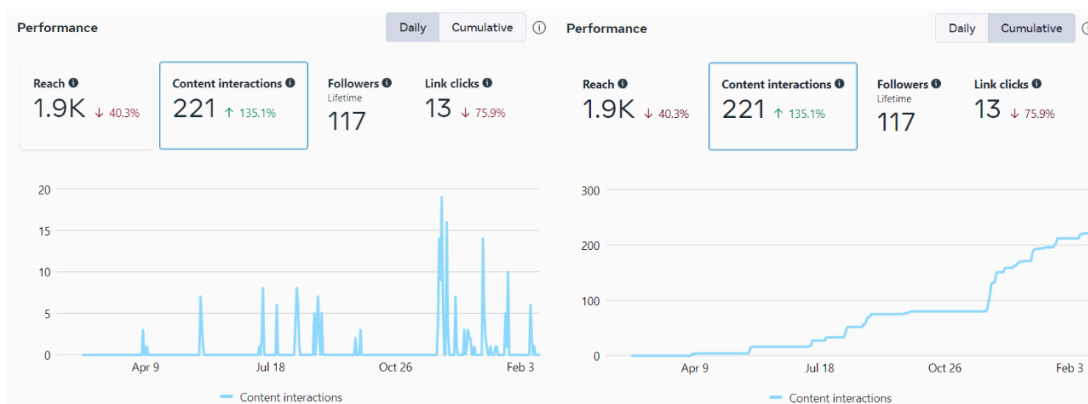 Performance
Daily Cumulative
Reach
1.9K ↓ 40.3%
Content interactions
221 ↑ 135.1%
Followers
Lifetime
117
Link clicks
13 ↓ 75.9%
20
15
10
5
0
Apr 9 Jul 18 Oct 26 Feb 3
Content interactions
Performance
Daily Cumulative
Reach
1.9K ↓ 40.3%
Content interactions
221 ↑ 135.1%
Followers
Lifetime
117
Link clicks
13 ↓ 75.9%
300
200
100
0
Apr 9 Jul 18 Oct 26 Feb 3
Content interactions